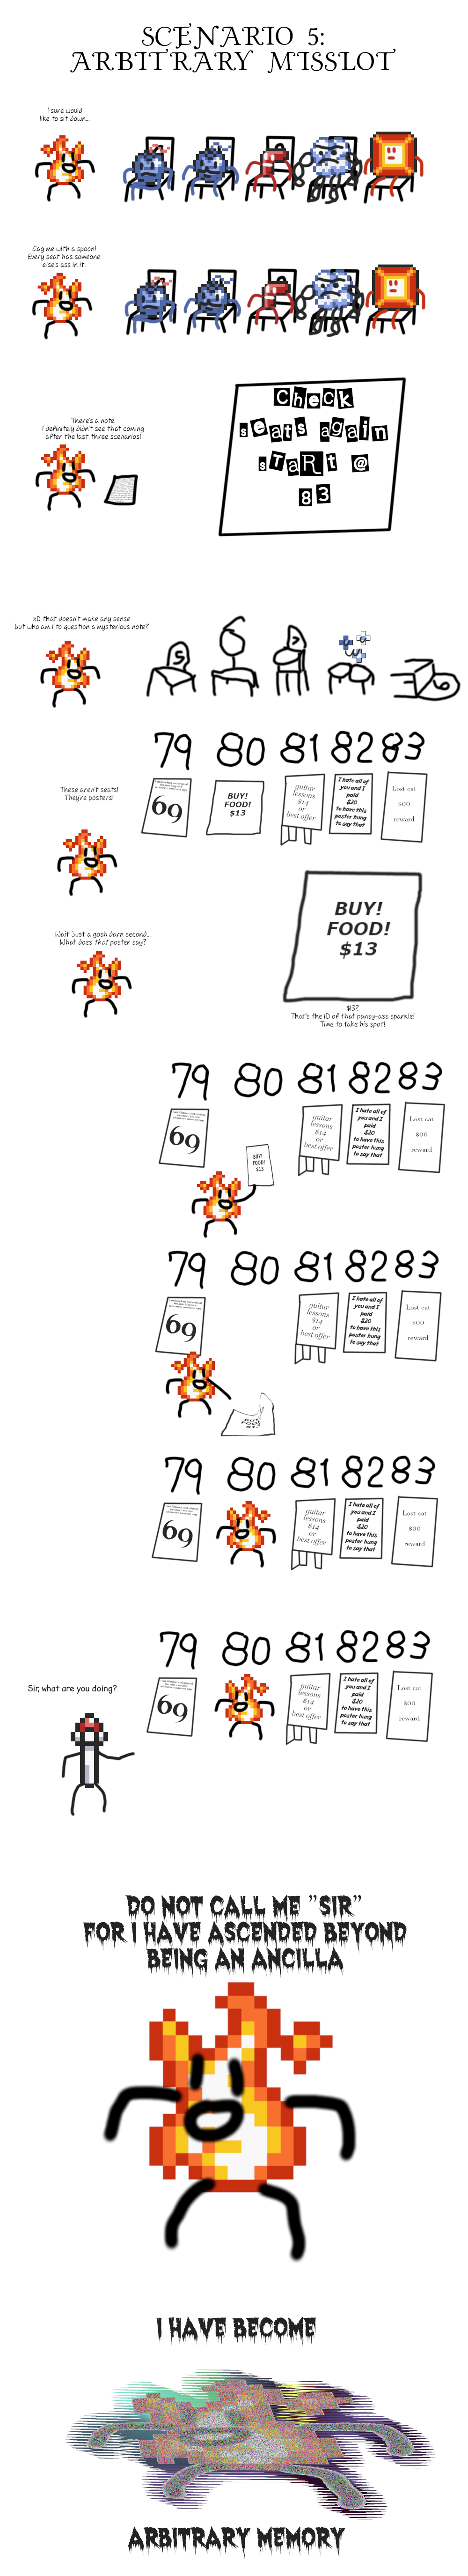 SCENARIO 5:
ARBITRARY MISSLOT
I sure would
like to sit down...
Gag me with a spoon!
Every seat has someone
else's ass in it.
There's a note.
I definitely didn't see that coming
after the last three scenarios!
Check
seats again
start @
83
xD that doesn't make any sense
but who am I to question a mysterious note?
5
7
79 80 81 82 83
These aren't seats!
They're posters!
69
BUY!
FOOD!
$13
guitar
lessons
$14
or
best offer
I hate all of
you and I
paid
$20
to have this
poster hung
to say that
Lost cat
$00
reward
Wait just a gosh darn second...
What does that poster say?
BUY!
FOOD!
$13
$13?
That's the ID of that pansy-ass sparkle!
Time to take his spot!
79 80 81 82 83
69
BUY!
FOOD!
$13
guitar
lessons
$14
or
best offer
I hate all of
you and I
paid
$20
to have this
poster hung
to say that
Lost cat
$00
reward
79 80 81 82 83
69
guitar
lessons
$14
or
best offer
I hate all of
you and I
paid
$20
to have this
poster hung
to say that
Lost cat
$00
reward
BUY!
79 80 81 82 83
69
guitar
lessons
$14
or
best offer
I hate all of
you and I
paid
$20
to have this
poster hung
to say that
Lost cat
$00
reward
Sir, what are you doing?
79 80 81 82 83
69
guitar
lessons
$14
or
best offer
I hate all of
you and I
paid
$20
to have this
poster hung
to say that
Lost cat
$00
reward
DO NOT CALL ME "SIR"
FOR I HAVE ASCENDED BEYOND
BEING AN ANCILLA
I HAVE BECOME
ARBITRARY MEMORY